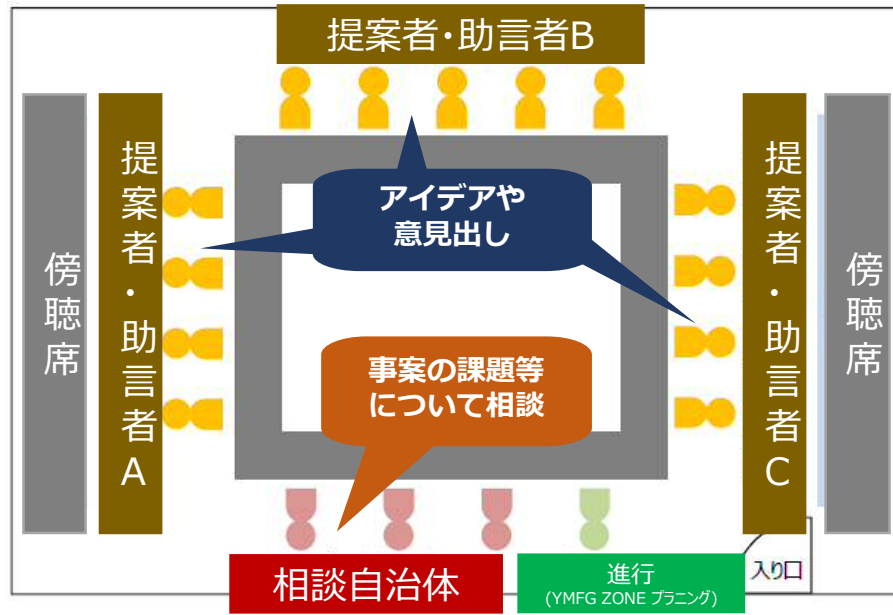 提案者・助言者B
傍聴席
提案者・助言者A
アイデアや
意見出し
事案の課題等
について相談
提案者・助言者C
傍聴席
相談自治体
進行
(YMFG ZONE プラニング)
入り口